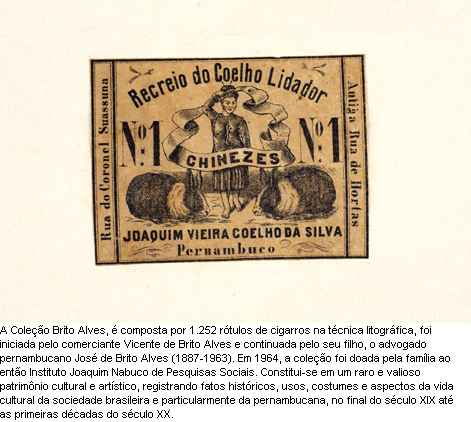 Recreio do Coelho Lidador
Rua do Coronel Suassuna
Nº1
Nº1
Antiga Rua de Hortas
CHINEZES
JOAQUIM VIEIRA COELHO DA SILVA
Pernambuco
A Coleção Brito Alves, é composta por 1.252 rótulos de cigarros na técnica litográfica, foi
iniciada pelo comerciante Vicente de Brito Alves e continuada pelo seu filho, o advogado
pernambucano José de Brito Alves (1887-1963). Em 1964, a coleção foi doada pela família ao
então Instituto Joaquim Nabuco de Pesquisas Sociais. Constitui-se em um raro e valioso
patrimônio cultural e artístico, registrando fatos históricos, usos, costumes e aspectos da vida
cultural da sociedade brasileira e particularmente da pernambucana, no final do século XIX até
as primeiras décadas do século XX.